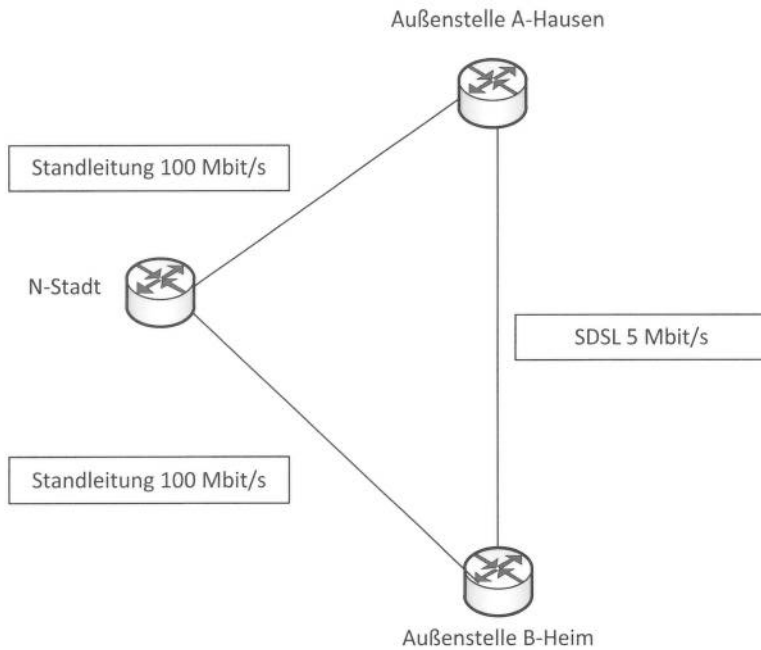 Außenstelle A-Hausen
Standleitung 100 Mbit/s
N-Stadt
SDSL 5 Mbit/s
Standleitung 100 Mbit/s
Außenstelle B-Heim